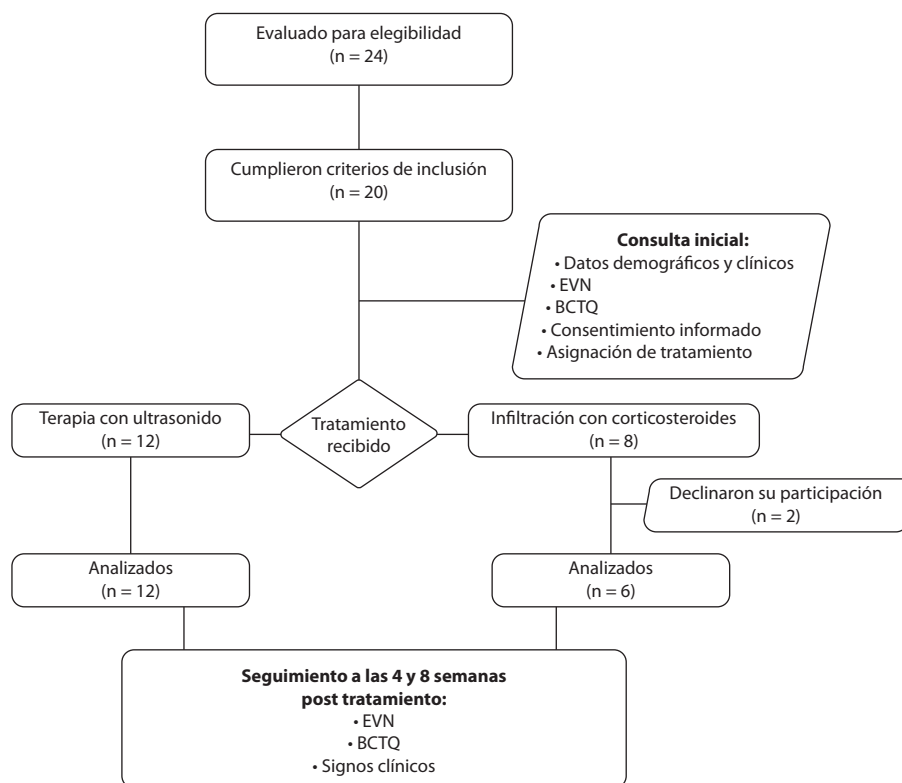 Evaluado para elegibilidad
(n = 24)
Cumplieron criterios de inclusión
(n = 20)
Consulta inicial:
• Datos demográficos y clínicos
• EVN
• BCTQ
• Consentimiento informado
• Asignación de tratamiento
Tratamiento
recibido
Terapia con ultrasonido
(n = 12)
Infiltración con corticosteroides
(n = 8)
Declinaron su participación
(n = 2)
Analizados
(n = 12)
Analizados
(n = 6)
Seguimiento a las 4 y 8 semanas
post tratamiento:
• EVN
• BCTQ
• Signos clínicos